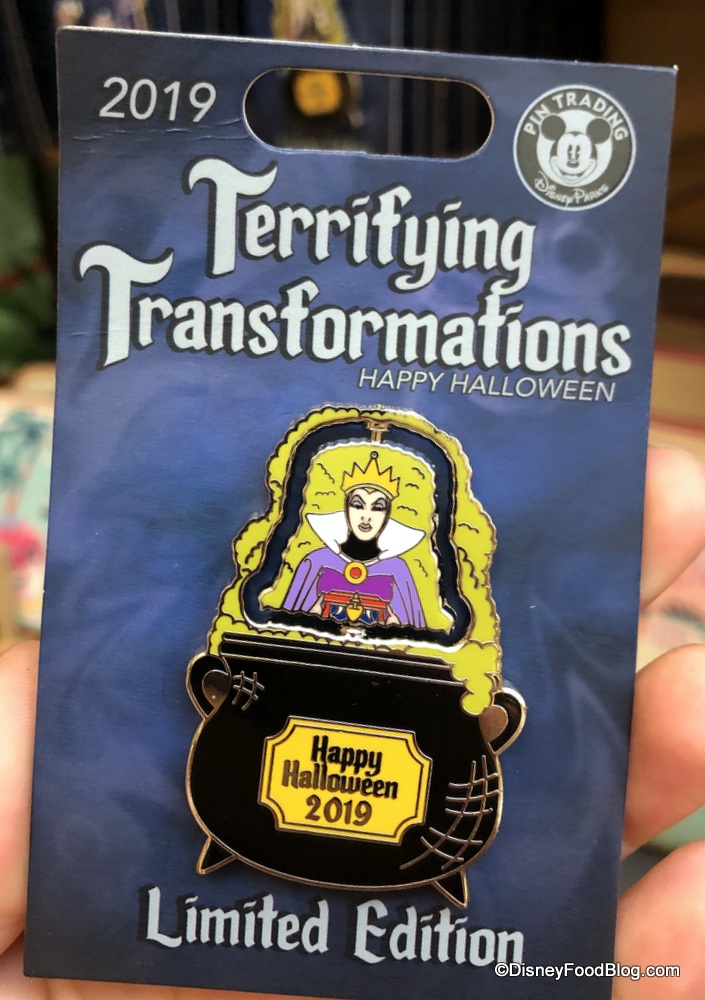 2019
PIN TRADING
Disney Parks
Terrifying
Transformations
HAPPY HALLOWEEN
Happy
Halloween
2019
Limited Edition
©DisneyFoodBlog.com